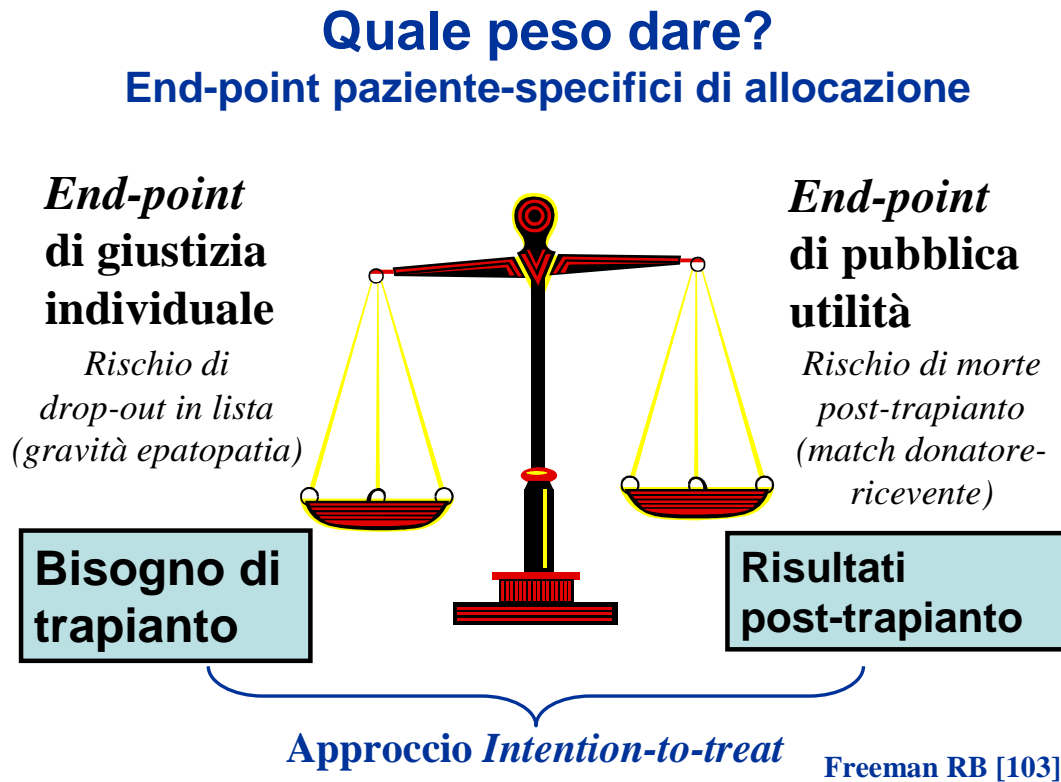 Quale peso dare?
End-point paziente-specifici di allocazione
End-point
di giustizia
individuale
Rischio di
drop-out in lista
(gravità epatopatia)
Bisogno di
trapianto
End-point
di pubblica
utilità
Rischio di morte
post-trapianto
(match donatore-
ricevente)
Risultati
post-trapianto
Approccio Intention-to-treat
Freeman RB [103]